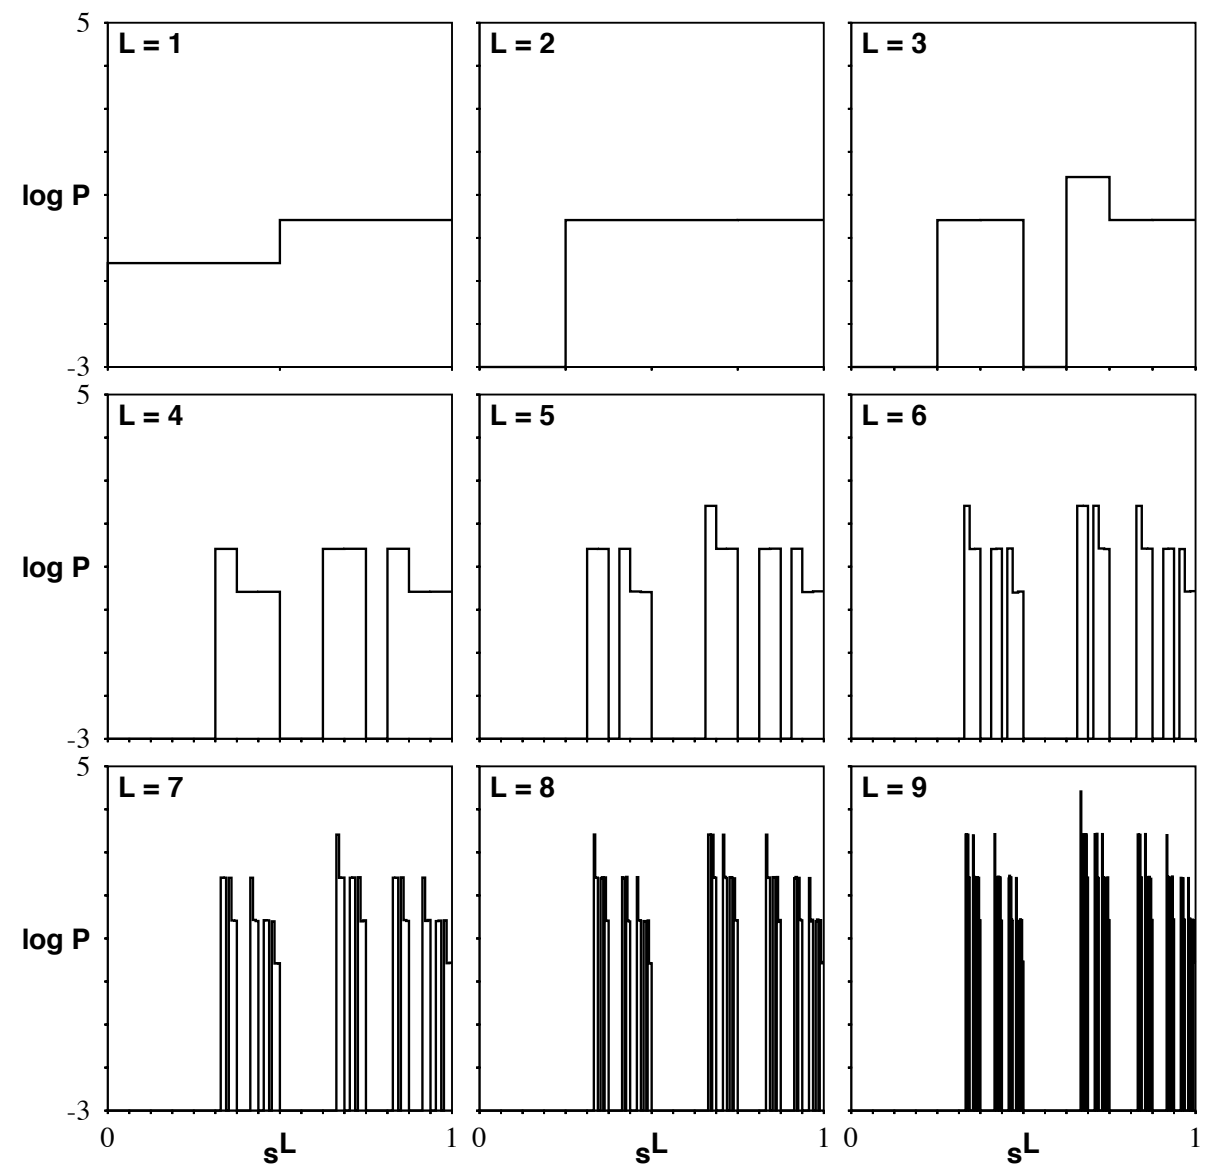 5
L = 1
L = 2
L = 3
log P
-3
5
L = 4
L = 5
L = 6
log P
-3
5
L = 7
L = 8
L = 9
log P
-3
0 1 0 1 0 1
sL sL sL